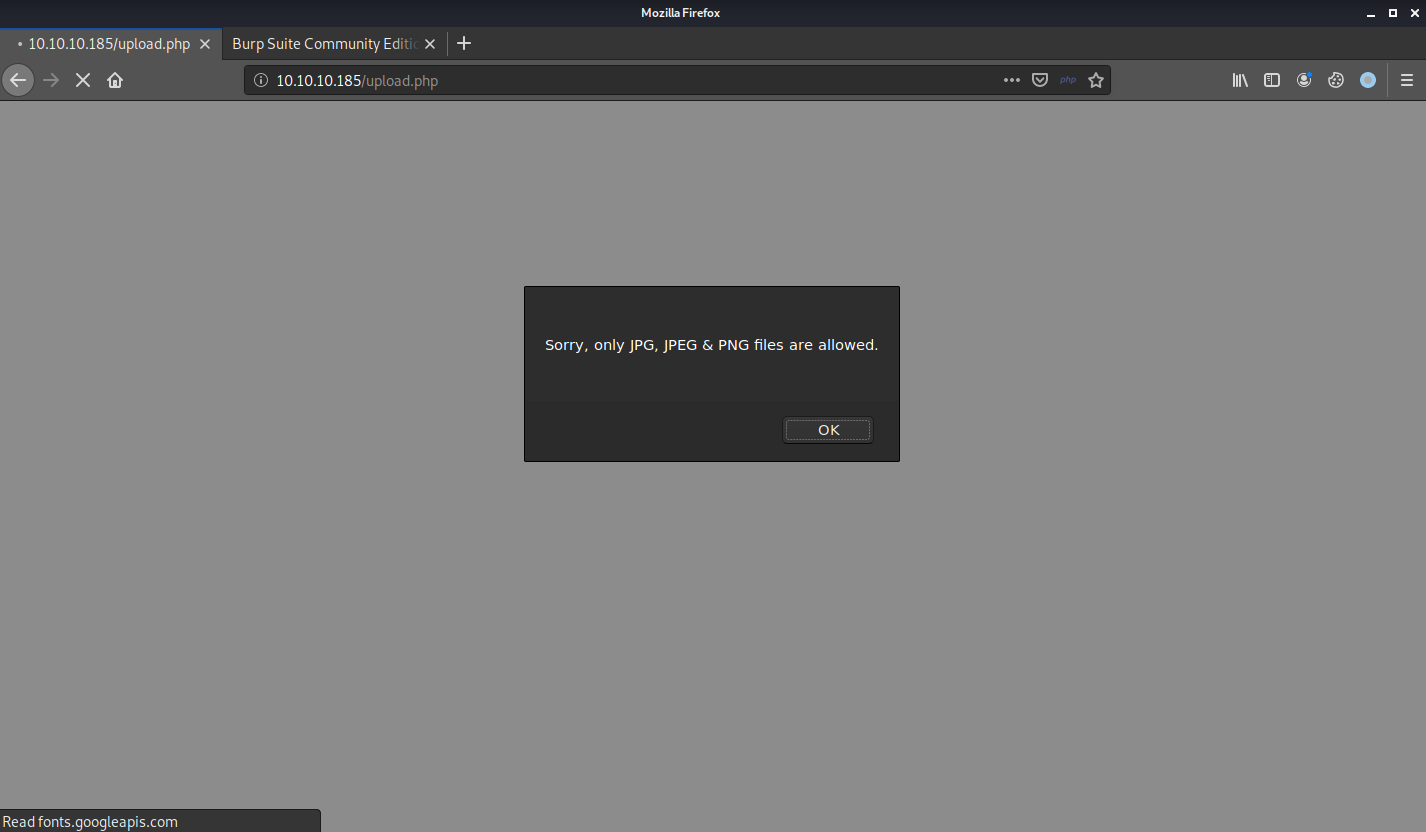 Mozilla Firefox
10.10.10.185/upload.php
Burp Suite Community Editio
10.10.10.185/upload.php
php
Sorry, only JPG, JPEG & PNG files are allowed.
OK
Read fonts.googleapis.com